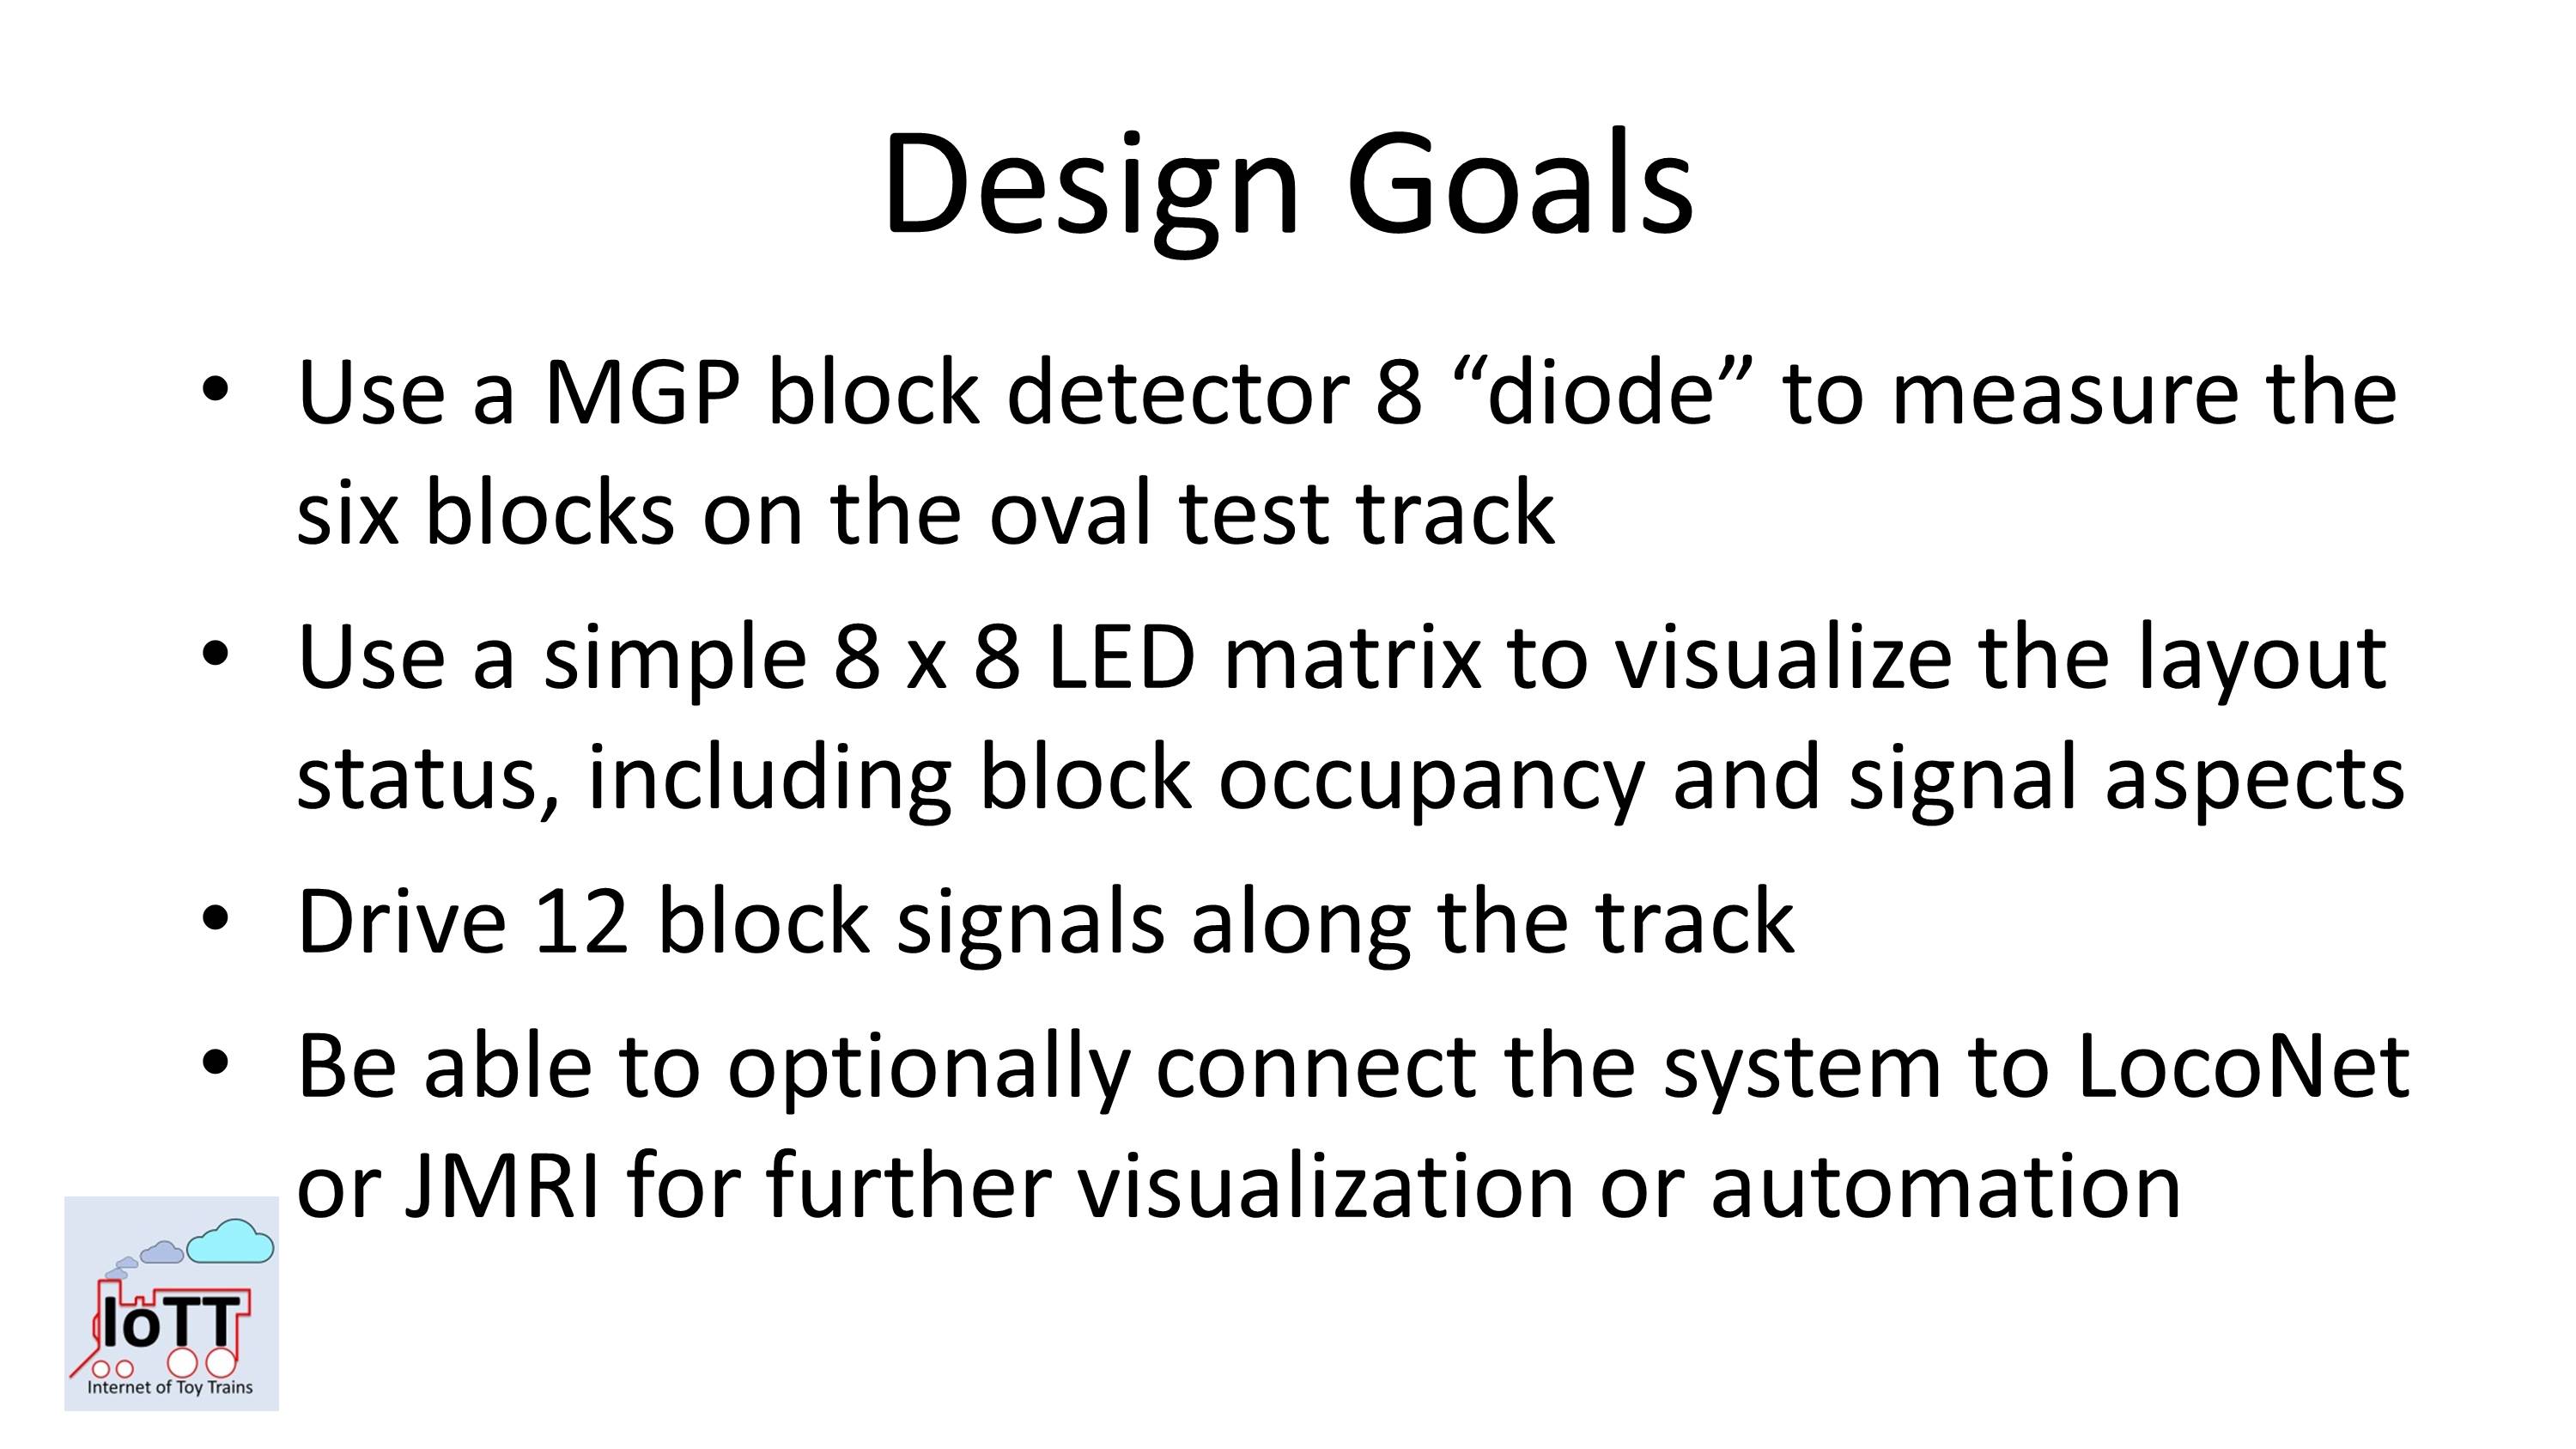 Design Goals
• Use a MGP block detector 8 “diode” to measure the
six blocks on the oval test track
• Use a simple 8 x 8 LED matrix to visualize the layout
status, including block occupancy and signal aspects
• Drive 12 block signals along the track
• Be able to optionally connect the system to LocoNet
or JMRI for further visualization or automation
IoTT
Internet of Toy Trains